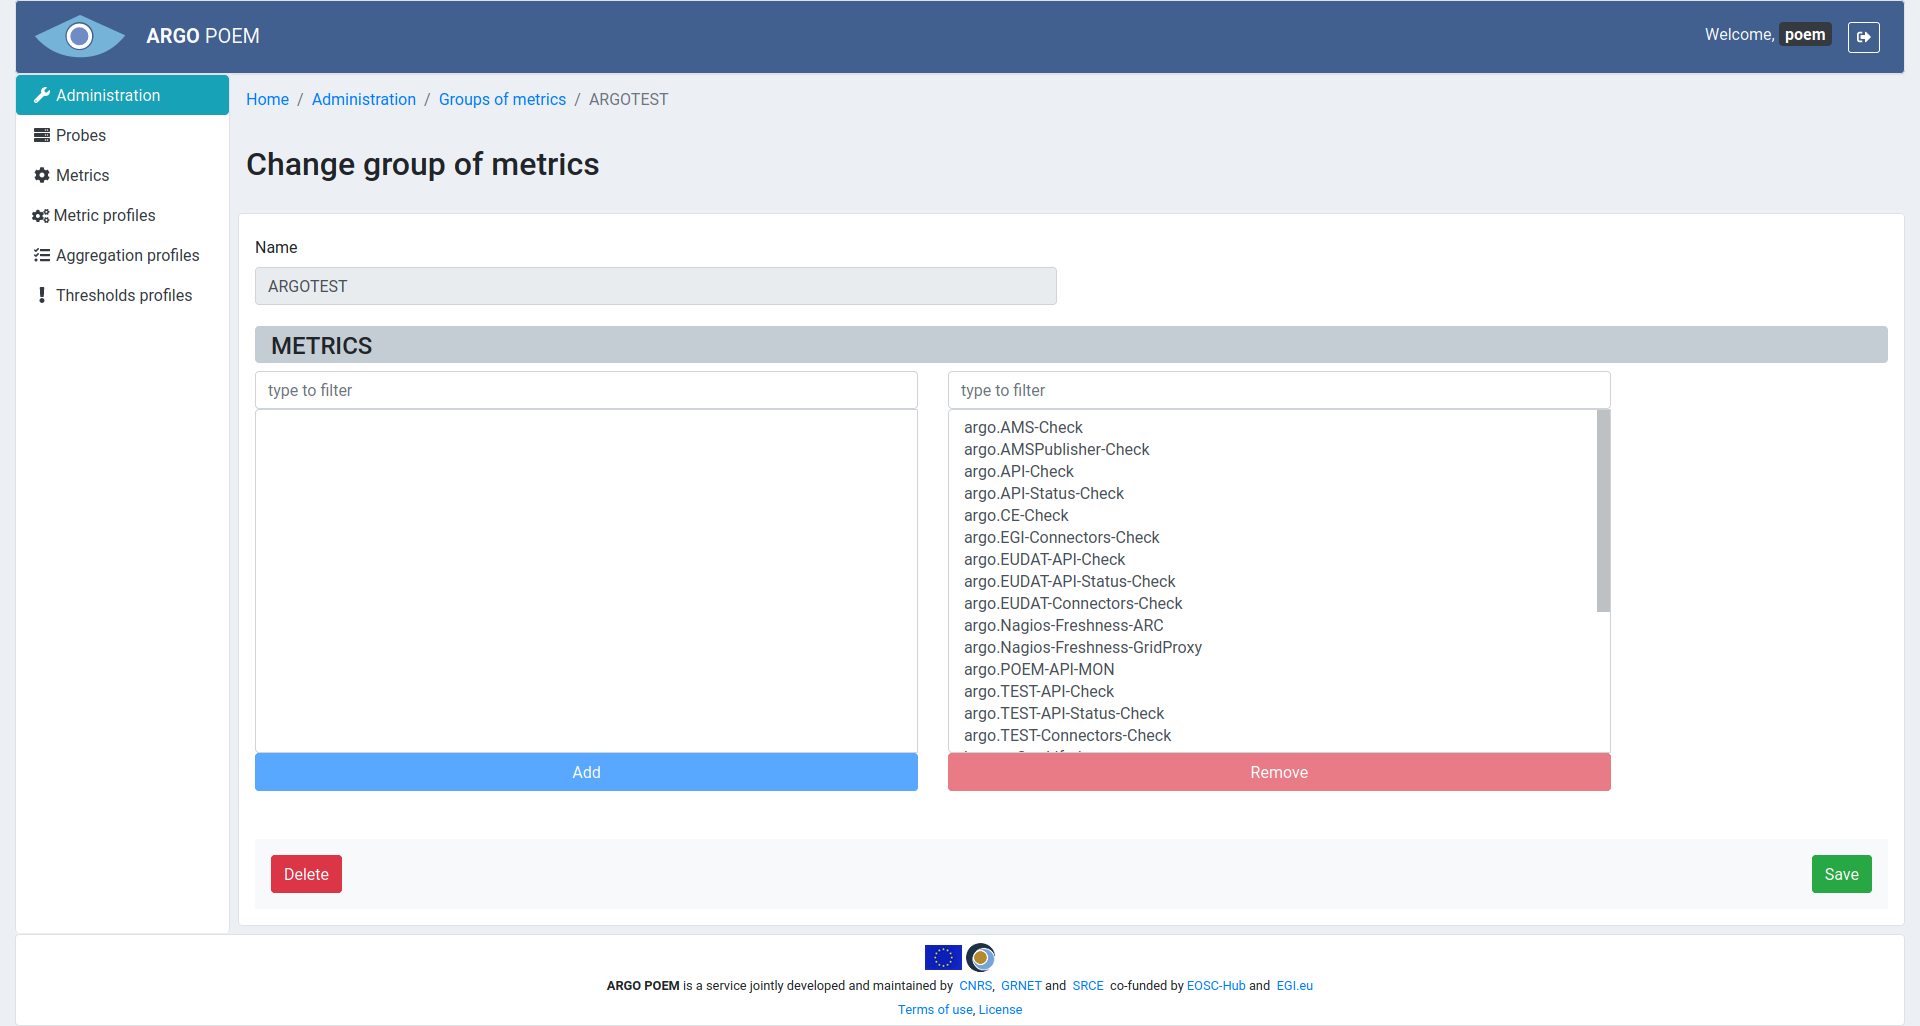 ARGO POEM
Welcome, poem
Administration
Probes
Metrics
Metric profiles
Aggregation profiles
Thresholds profiles
Home / Administration / Groups of metrics / ARGOTEST
Change group of metrics
Name
ARGOTEST
METRICS
type to filter
Add
type to filter
argo.AMS-Check
argo.AMSPublisher-Check
argo.API-Check
argo.API-Status-Check
argo.CE-Check
argo.EGI-Connectors-Check
argo.EUDAT-API-Check
argo.EUDAT-API-Status-Check
argo.EUDAT-Connectors-Check
argo.Nagios-Freshness-ARC
argo.Nagios-Freshness-GridProxy
argo.POEM-API-MON
argo.TEST-API-Check
argo.TEST-API-Status-Check
argo.TEST-Connectors-Check
Remove
Delete
Save
ARGO POEM is a service jointly developed and maintained by CNRS, GRNET and SRCE co-funded by EOSC-Hub and EGI.eu
Terms of use, License